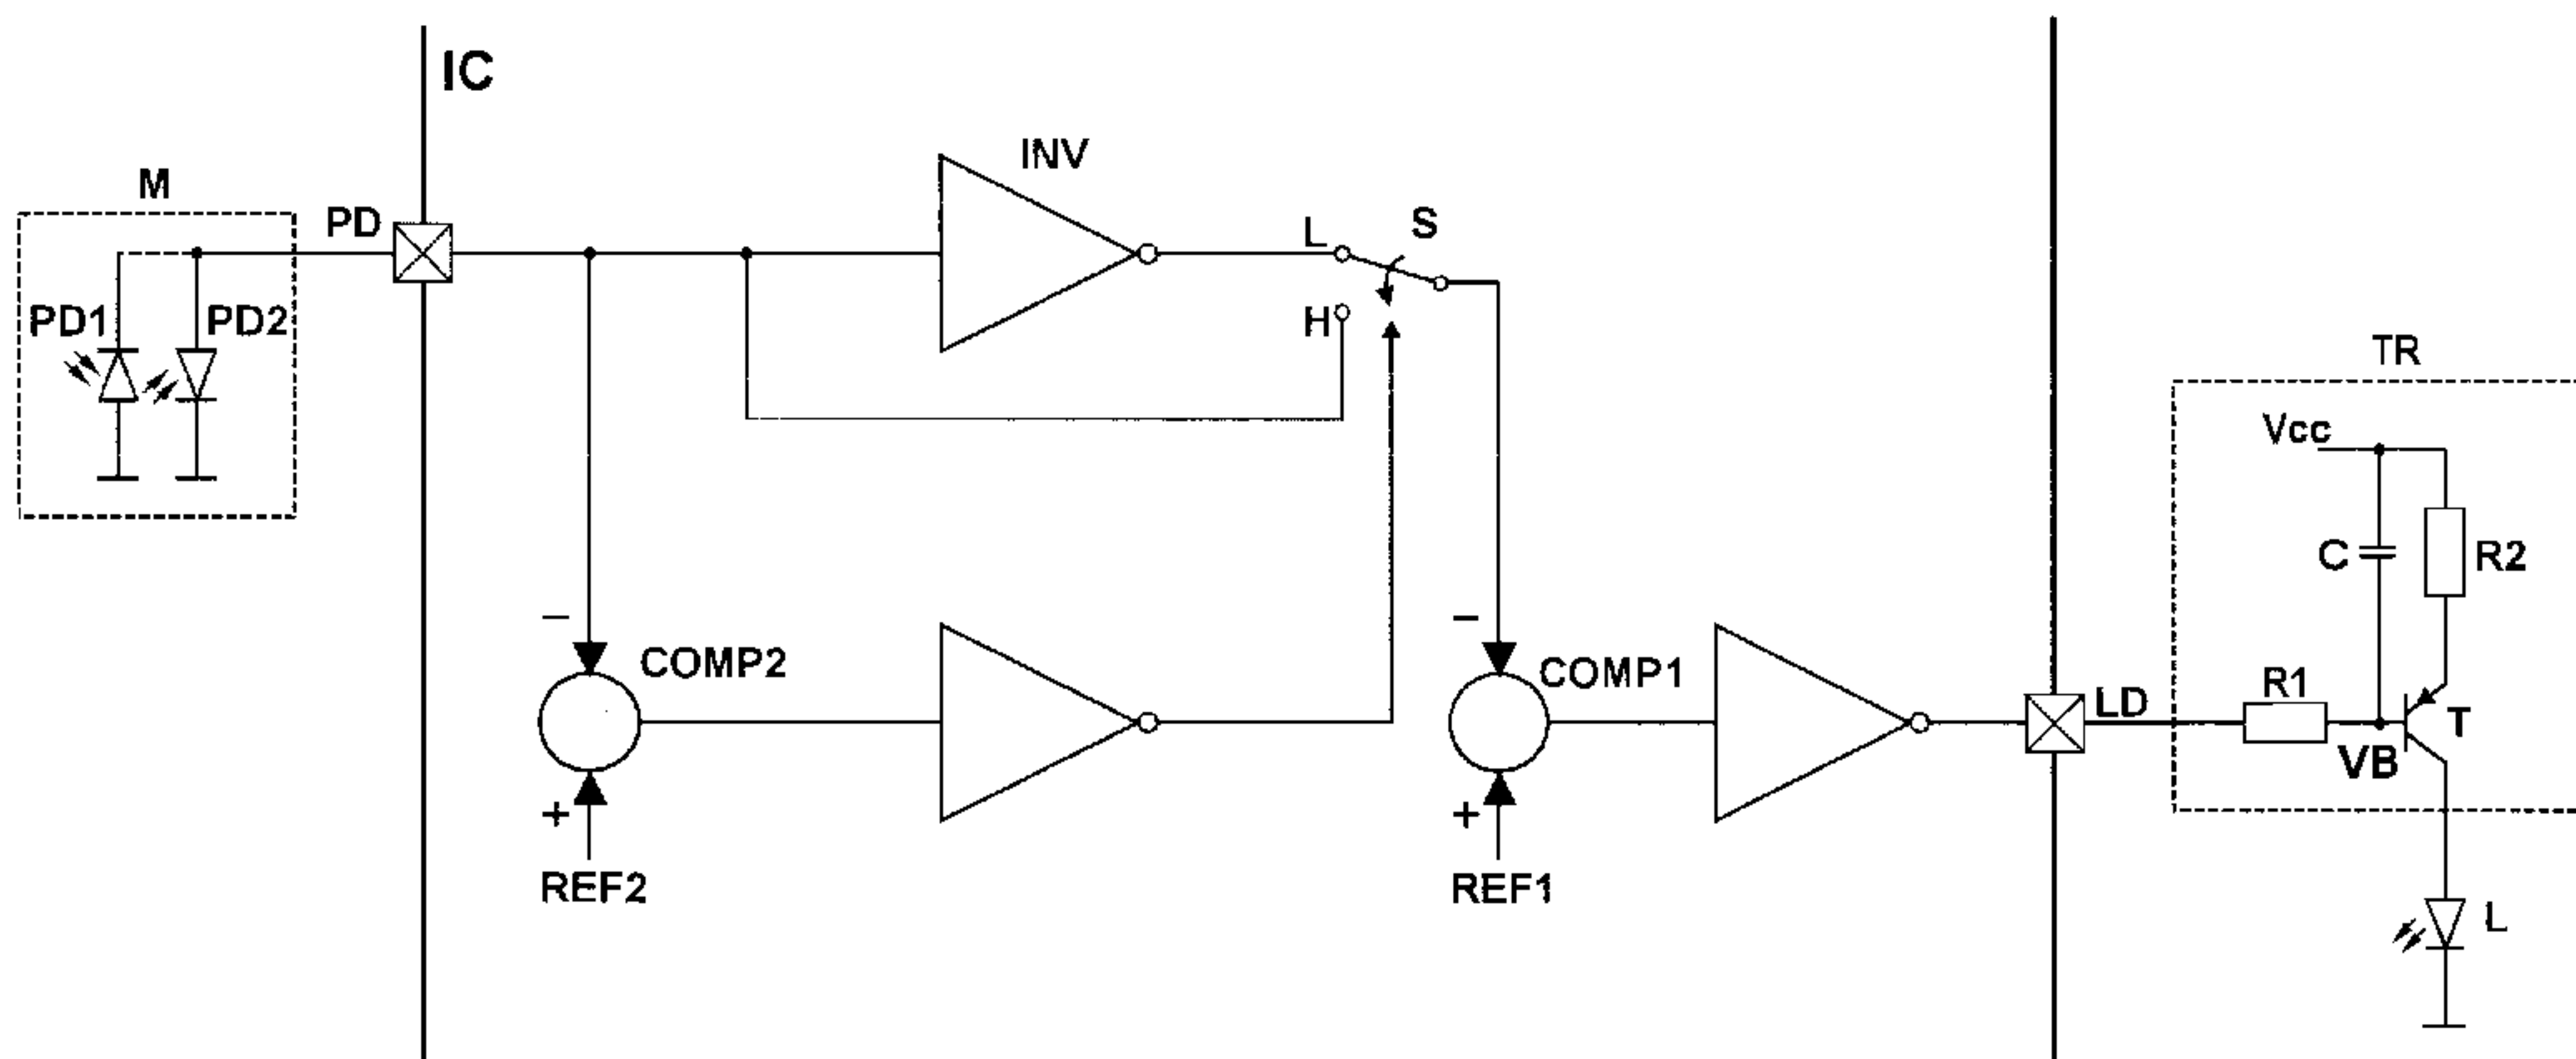 IC
INV
M
PD
L
S
PD1
PD2
H
TR
Vcc
C
R2
−
COMP2
−
COMP1
R1
LD
T
VB
+
+
REF2
REF1
L